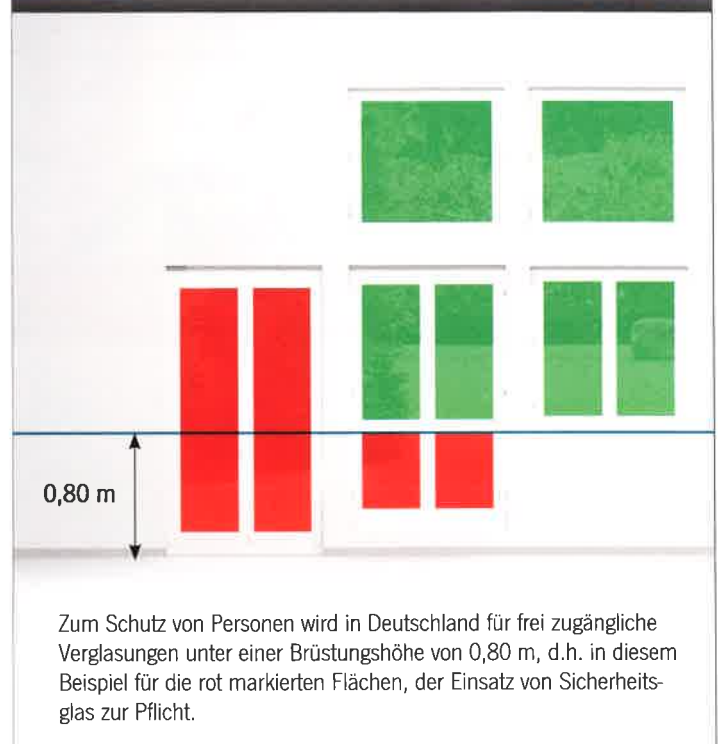 0,80 m
Zum Schutz von Personen wird in Deutschland für frei zugängliche
Verglasungen unter einer Brüstungshöhe von 0,80 m, d.h. in diesem
Beispiel für die rot markierten Flächen, der Einsatz von Sicherheits-
glas zur Pflicht.